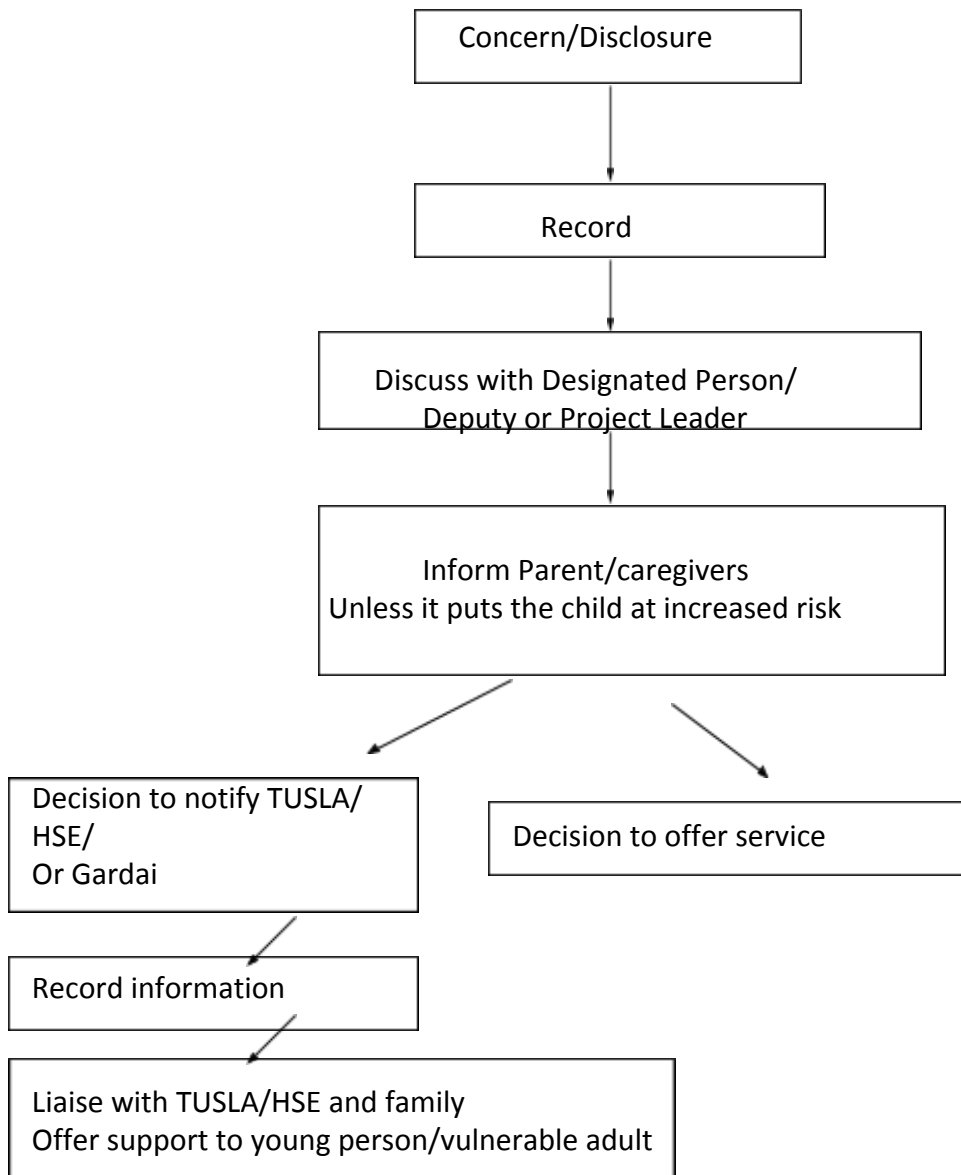 Concern/Disclosure
Record
Discuss with Designated Person/
Deputy or Project Leader
Inform Parent/caregivers
Unless it puts the child at increased risk
Decision to notify TUSLA/
HSE/
Or Gardai
Decision to offer service
Record information
Liaise with TUSLA/HSE and family
Offer support to young person/vulnerable adult